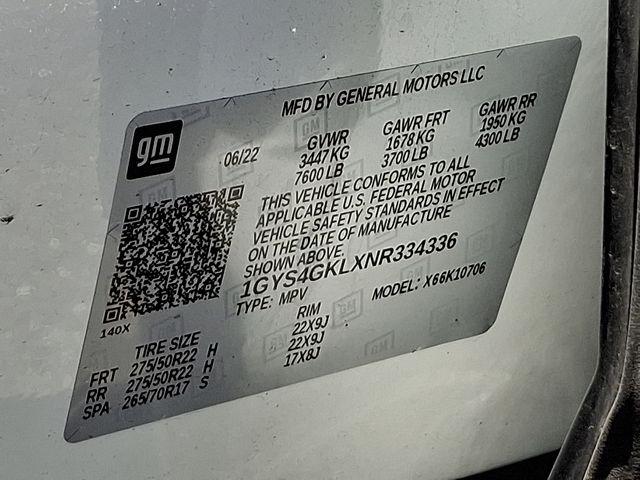 MFD BY GENERAL MOTORS LLC
gm
06/22
GVWR
3447 KG
7600 LB
GAWR FRT
1678 KG
3700 LB
GAWR RR
1950 KG
4300 LB
THIS VEHICLE CONFORMS TO ALL
APPLICABLE U.S. FEDERAL MOTOR
VEHICLE SAFETY STANDARDS IN EFFECT
ON THE DATE OF MANUFACTURE
SHOWN ABOVE.
1GYS4GKLXNR334336
TYPE: MPV
MODEL: X66K10706
140X
TIRE SIZE
RIM
FRT 275/50R22 H 22X9J
RR 275/50R22 H 22X9J
SPA 265/70R17 S 17X8J